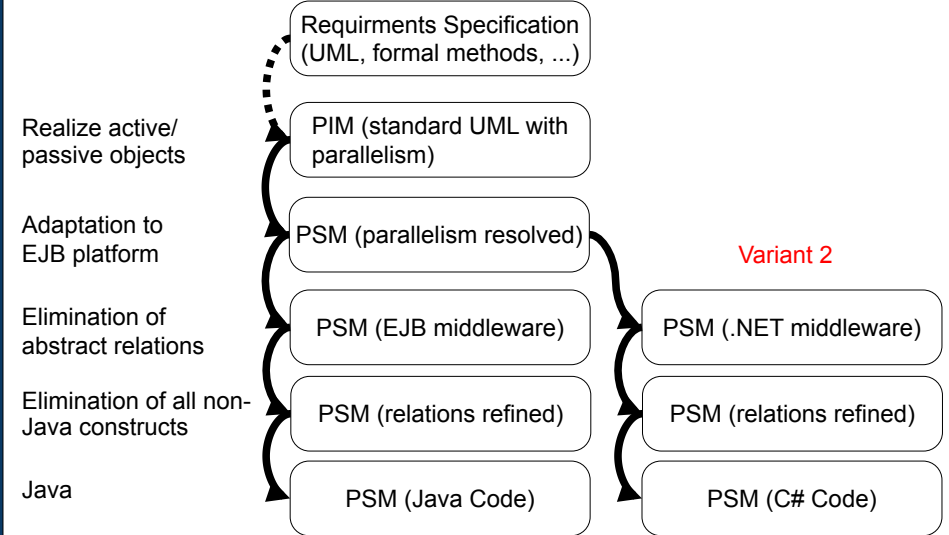 Requirments Specification
(UML, formal methods, ...)
Realize active/
passive objects
PIM (standard UML with
parallelism)
Adaptation to
EJB platform
PSM (parallelism resolved)
Variant 2
Elimination of
abstract relations
PSM (EJB middleware)
PSM (.NET middleware)
Elimination of all non-
Java constructs
PSM (relations refined)
PSM (relations refined)
Java
PSM (Java Code)
PSM (C# Code)